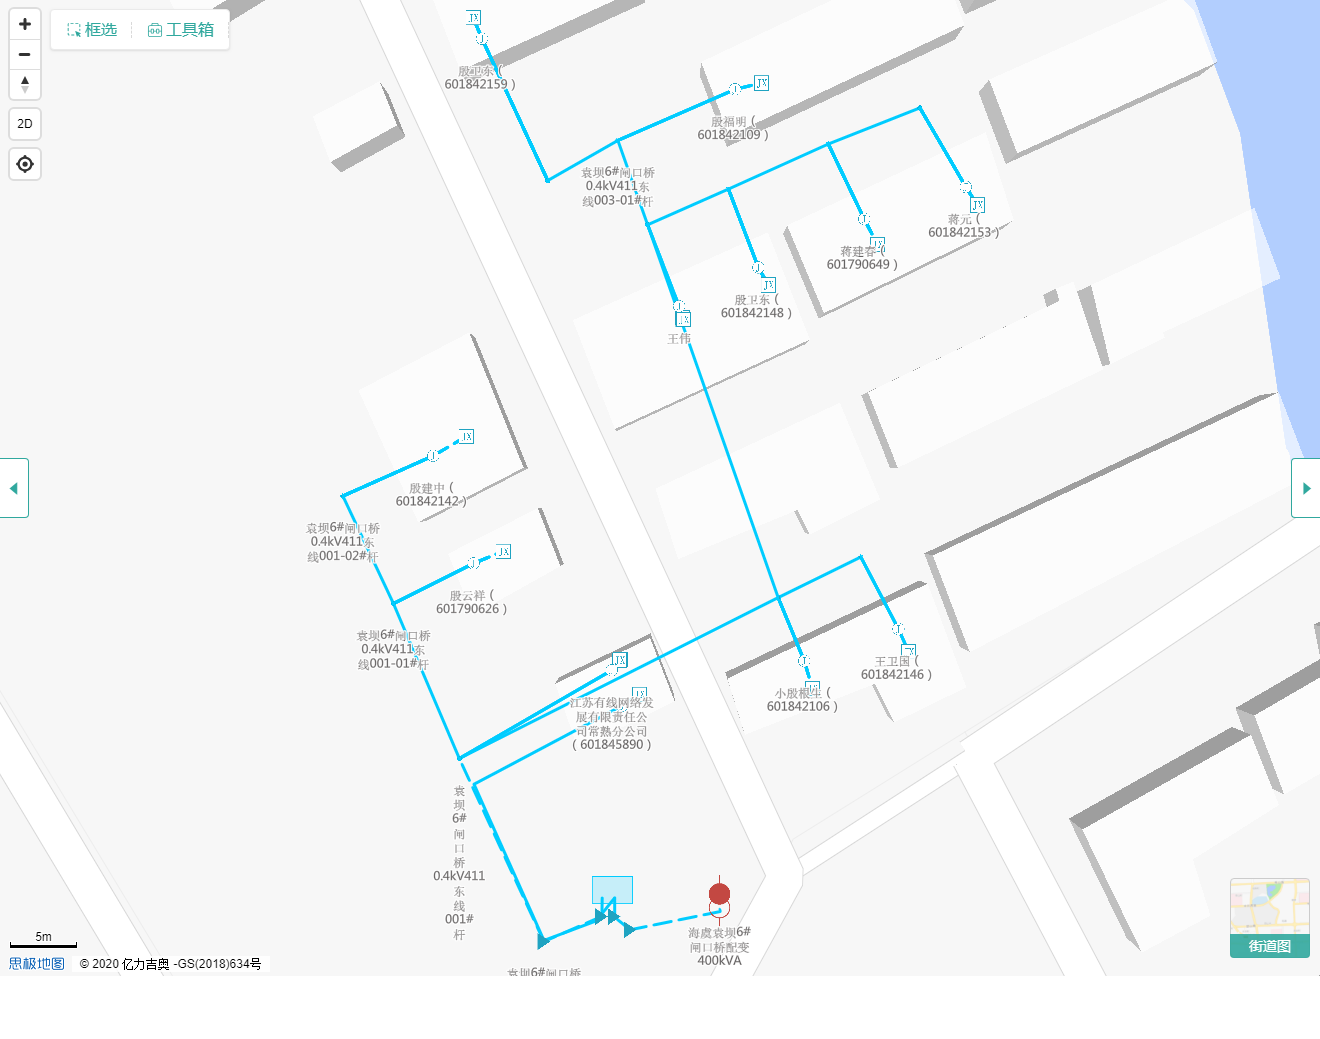 框选
工具箱
2D
JX
J
殷卫东 (
601842159 )
JX
J
殷福明 (
601842109 )
袁坝6#闸口桥
0.4kV411东
线003-01#杆
J
JX
蒋元 (
601842153 )
J
JX
蒋建春 (
601790649 )
J
JX
殷卫东 (
601842148 )
J
JX
王伟
JX
J
殷建中 (
601842142 )
袁坝6#闸口桥
0.4kV411东
线001-02#杆
JX
J
殷云祥 (
601790626 )
袁坝6#闸口桥
0.4kV411东
线001-01#杆
JX
JX
江苏有线网络发
展有限责任公
司常熟分公司
( 601845890 )
J
JX
王卫国 (
601842146 )
J
JX
小殷根生 (
601842106 )
袁
坝
6#
闸
口
桥
0.4kV411
东
线
001#
杆
海虞袁坝6#
闸口桥配变
400kVA
袁坝6#闸口桥
街道图
5m
思极地图
© 2020 亿力吉奥 -GS(2018)634号